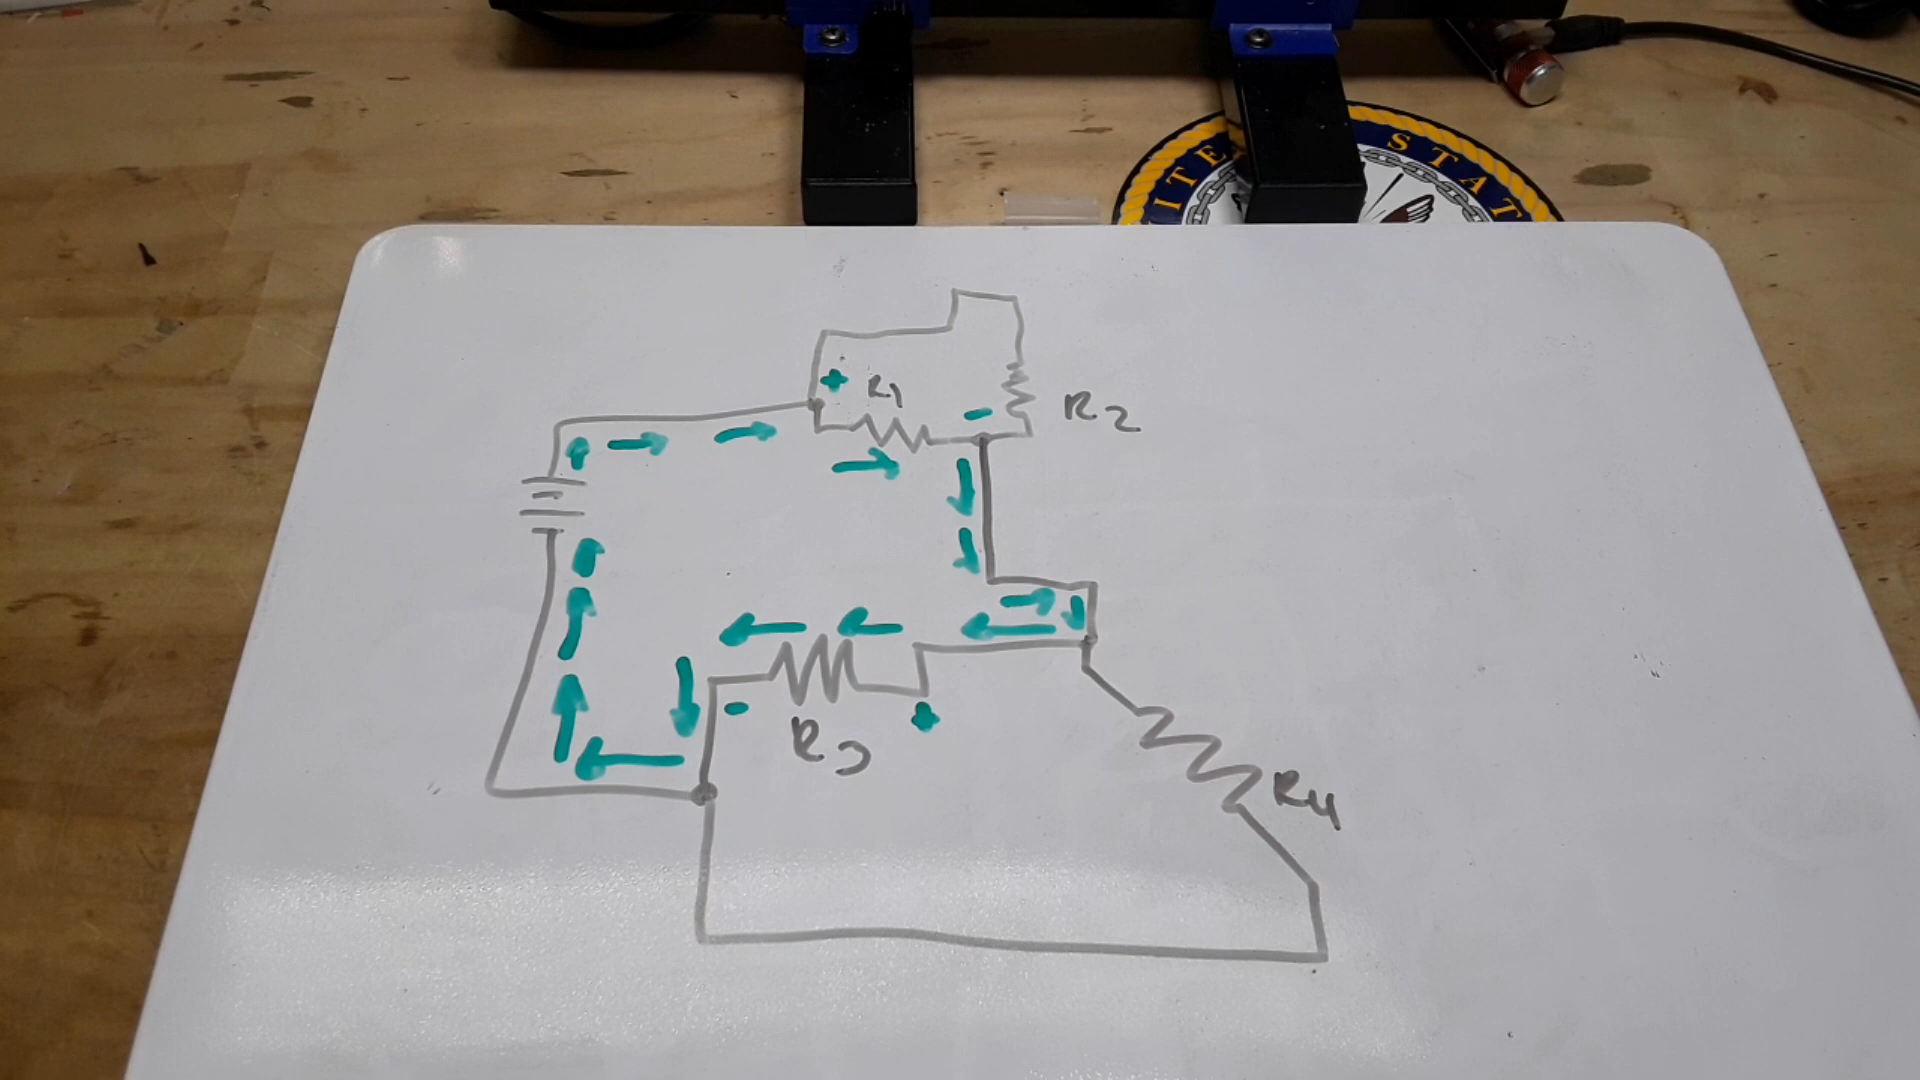 ITE STAT
+
R1
-
R2
-
+
R3
R4